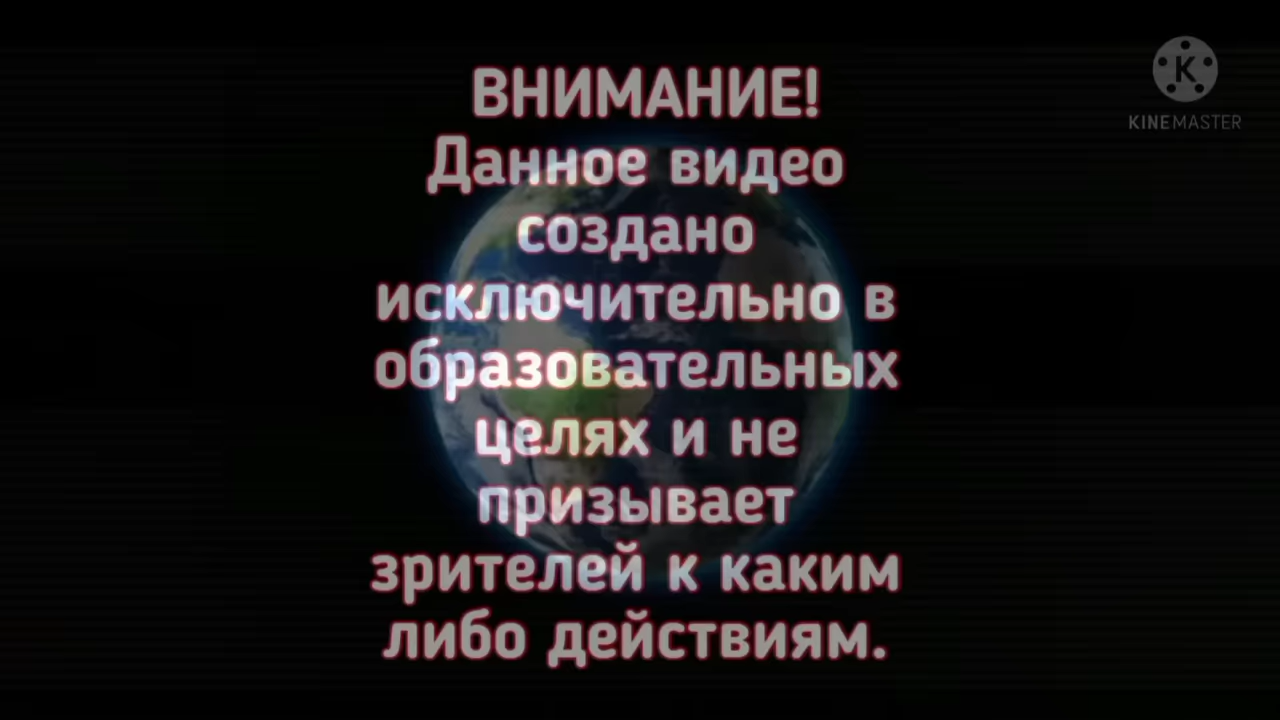 ВНИМАНИЕ!
Данное видео
создано
исключительно в
образовательных
целях и не
призывает
зрителей к каким
либо действиям.
K
KINEMASTER